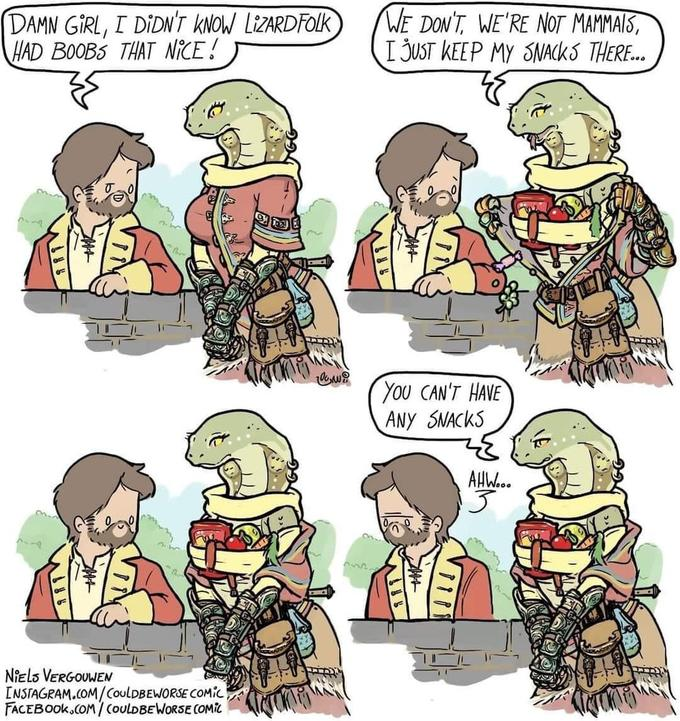 DAMN GIRL, I DIDN'T KNOW LIZARDFOLK
HAD BOOBS THAT NICE!
WE DON'T, WE'RE NOT MAMMALS,
I JUST KEEP MY SNACKS THERE...
YOU CAN'T HAVE
ANY SNACKS
AHW...
NIELS VERGOUWEN
INSTAGRAM.COM/COULDBEWORSECOMIC
FACEBOOK.COM/COULDBEWORSECOMIC